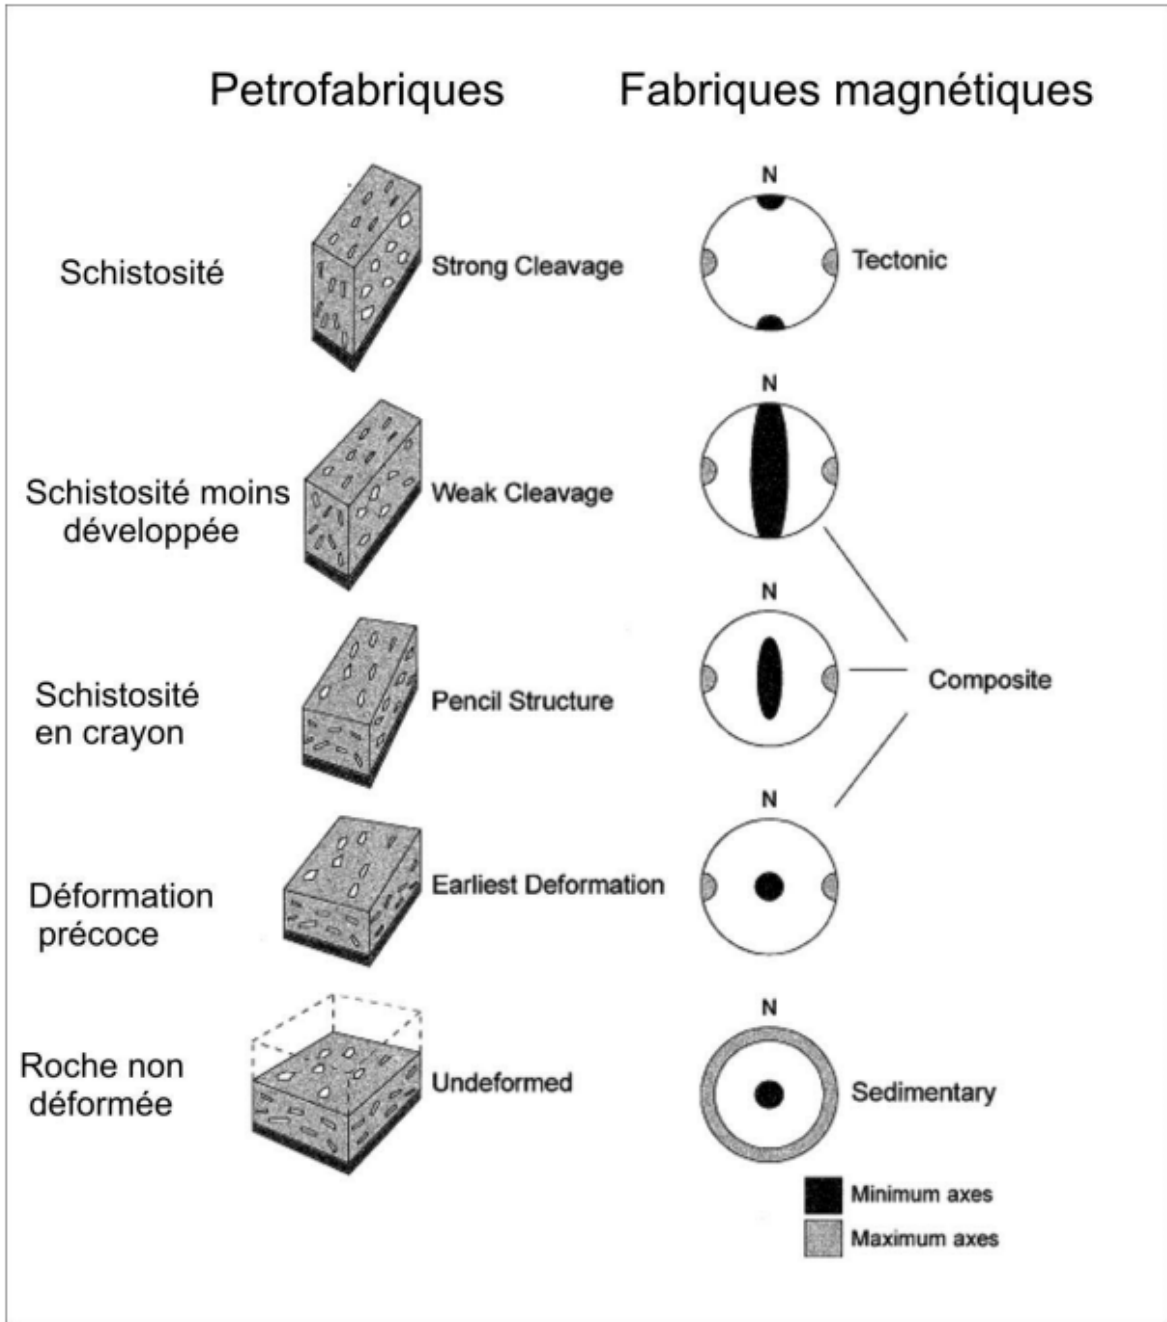 Petrofabriques
Fabriques magnétiques
Schistosité
Strong Cleavage
N
Tectonic
Schistosité moins
développée
Weak Cleavage
N
Schistosité
en crayon
Pencil Structure
N
Composite
Déformation
précoce
Earliest Deformation
N
Roche non
déformée
Undeformed
N
Sedimentary
Minimum axes
Maximum axes